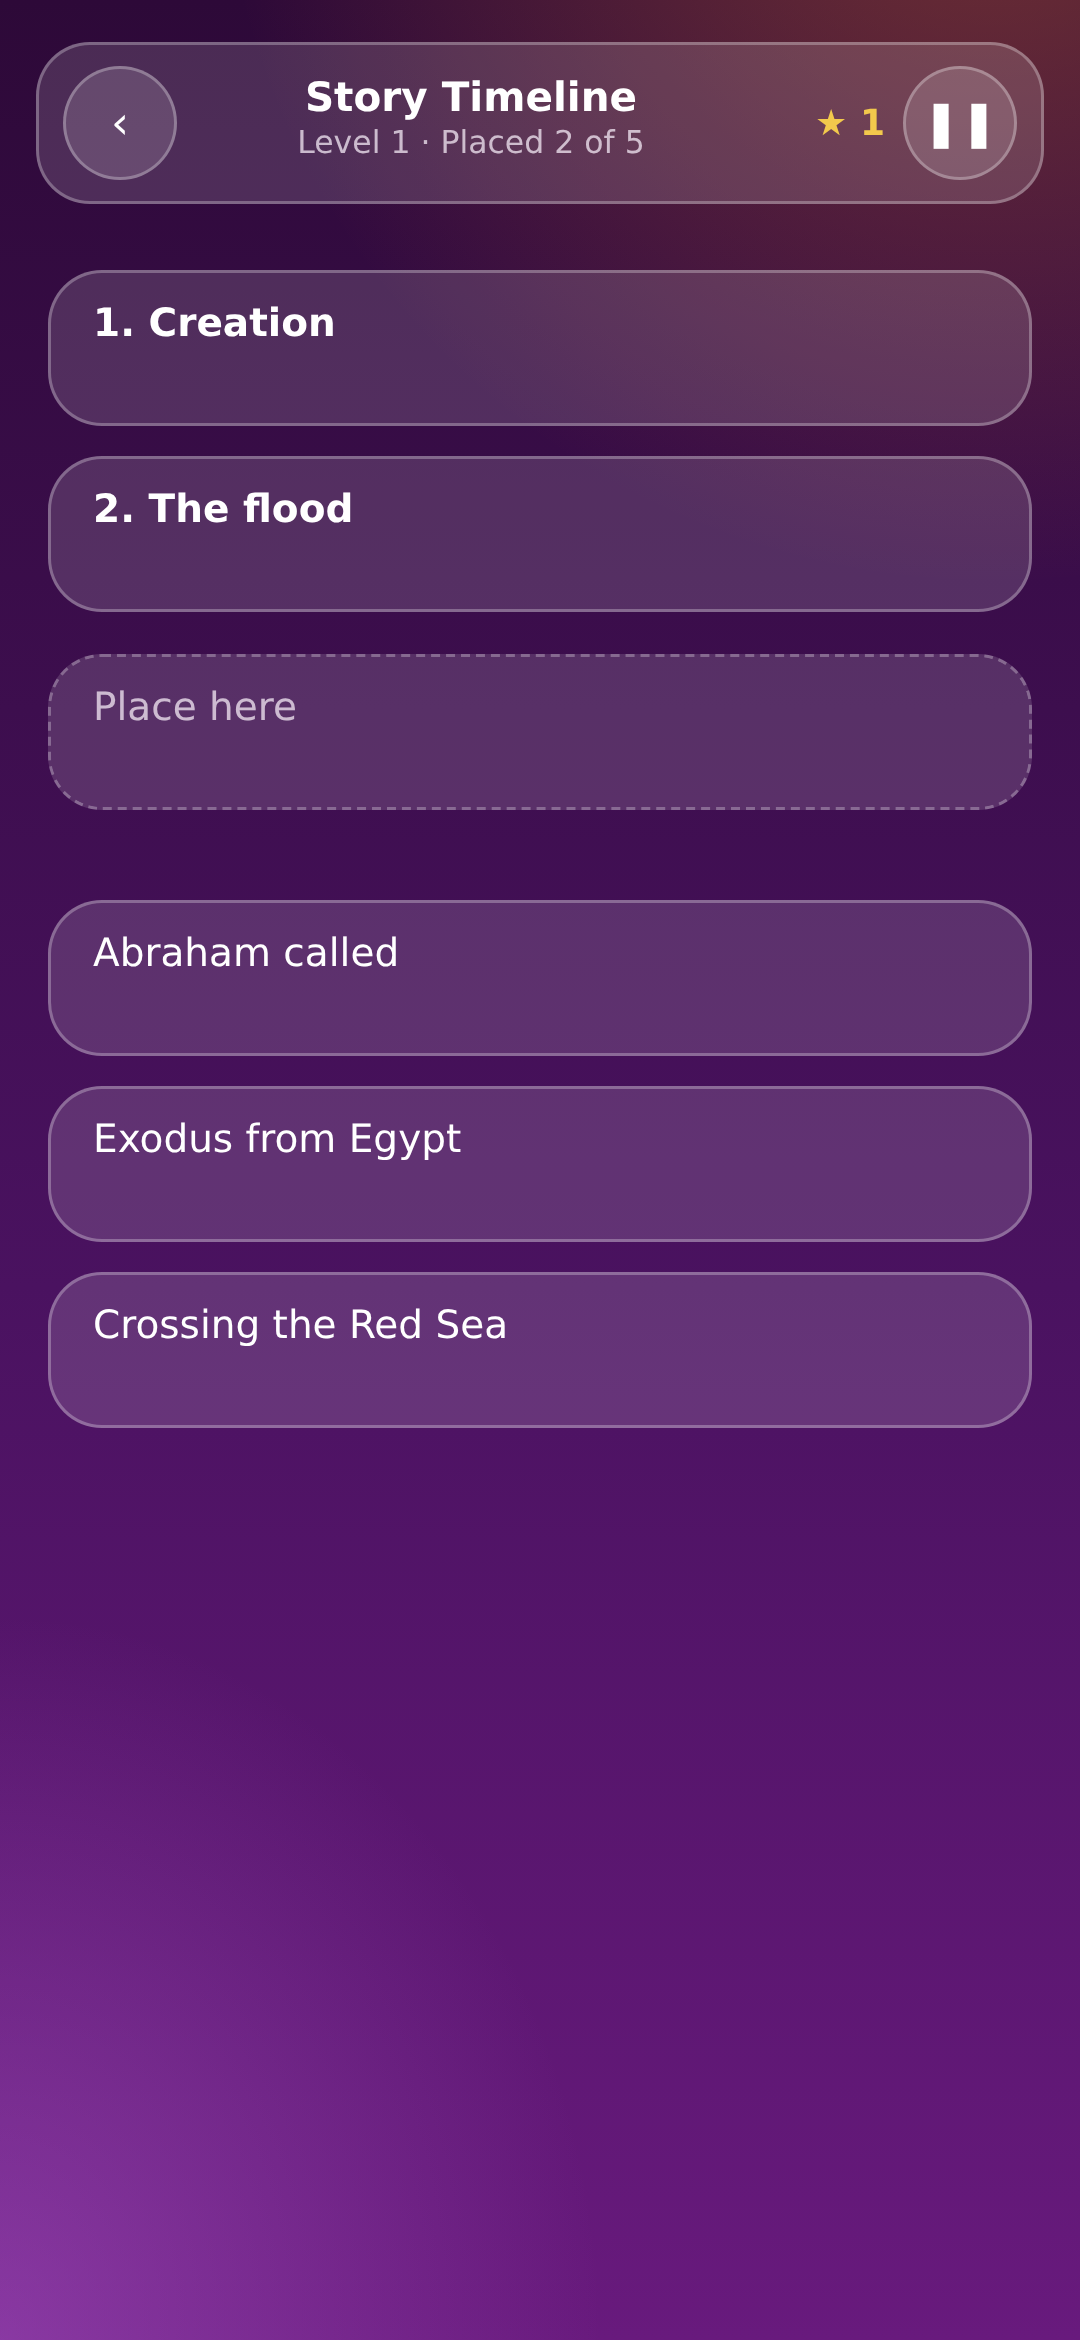 ‹
Story Timeline
Level 1 · Placed 2 of 5
★ 1
1. Creation
2. The flood
Place here
Abraham called
Exodus from Egypt
Crossing the Red Sea